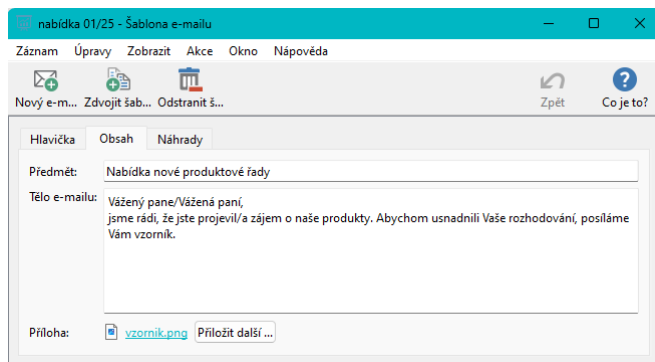 nabídka 01/25 - Šablona e-mailu
Záznam Úpravy Zobrazit Akce Okno Nápověda
Nový e-m... Zdvojit šab... Odstranit š... Zpět Co je to?
Hlavička Obsah Náhrady
Předmět: Nabídka nové produktové řady
Tělo e-mailu: Vážený pane/Vážená paní,
jsme rádi, že jste projevil/a zájem o naše produkty. Abychom usnadnili Vaše rozhodování, posíláme
Vám vzorník.
Příloha: vzornik.png Přiložit další ...